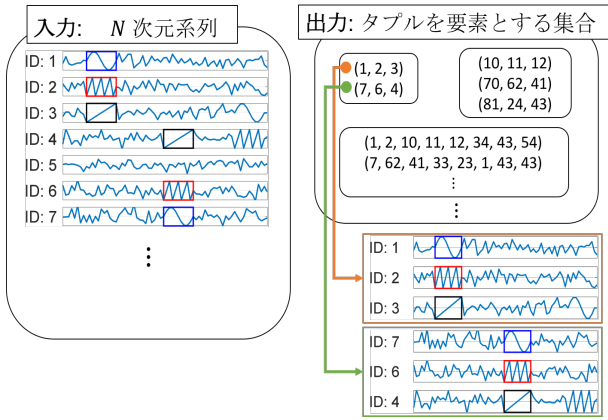 入力: N 次元系列
ID: 1
ID: 2
ID: 3
ID: 4
ID: 5
ID: 6
ID: 7
⋮
出力: タプルを要素とする集合
(1, 2, 3)
(7, 6, 4)
(10, 11, 12)
(70, 62, 41)
(81, 24, 43)
(1, 2, 10, 11, 12, 34, 43, 54)
(7, 62, 41, 33, 23, 1, 43, 43)
⋮
⋮
ID: 1
ID: 2
ID: 3
ID: 7
ID: 6
ID: 4